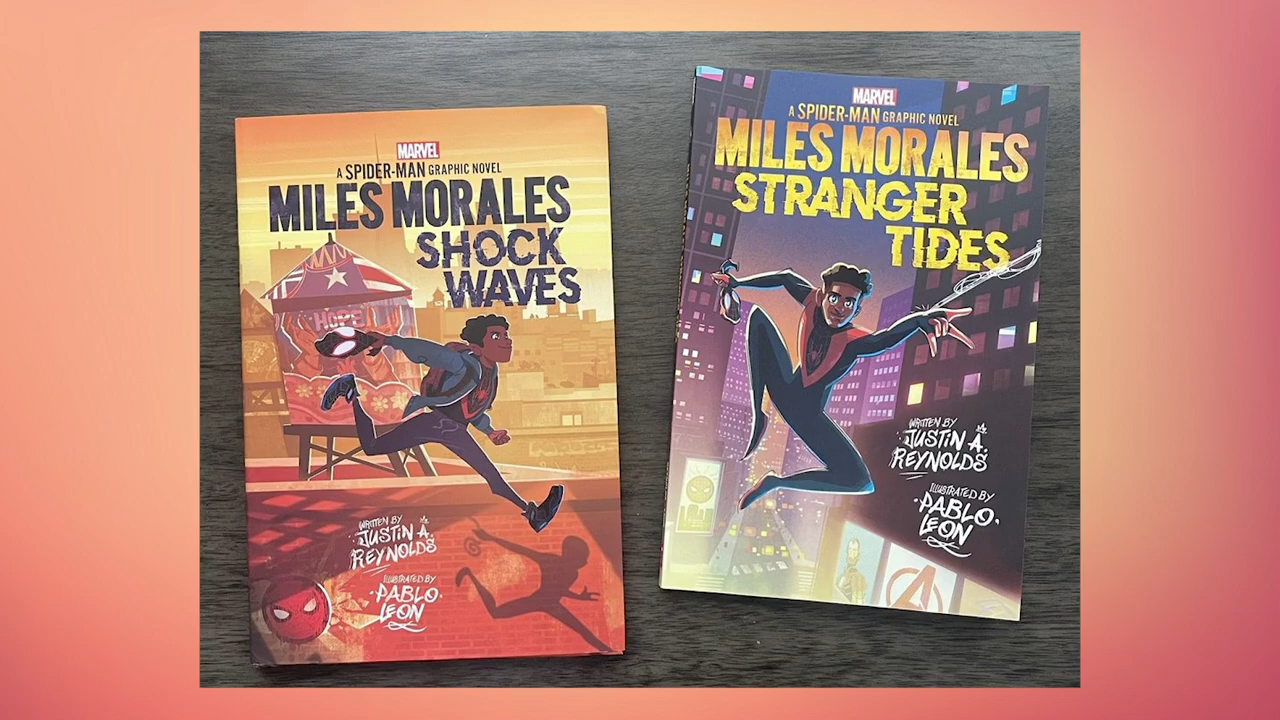 MARVEL
A SPIDER-MAN GRAPHIC NOVEL
MILES MORALES
SHOCK
WAVES
HOPE
WRITTEN BY
JUSTIN A.
REYNOLDS
ILLUSTRATED BY
PABLO
LEON
MARVEL
A SPIDER-MAN GRAPHIC NOVEL
MILES MORALES
STRANGER
TIDES
WRITTEN BY
JUSTIN A.
REYNOLDS
ILLUSTRATED BY
PABLO
LEON